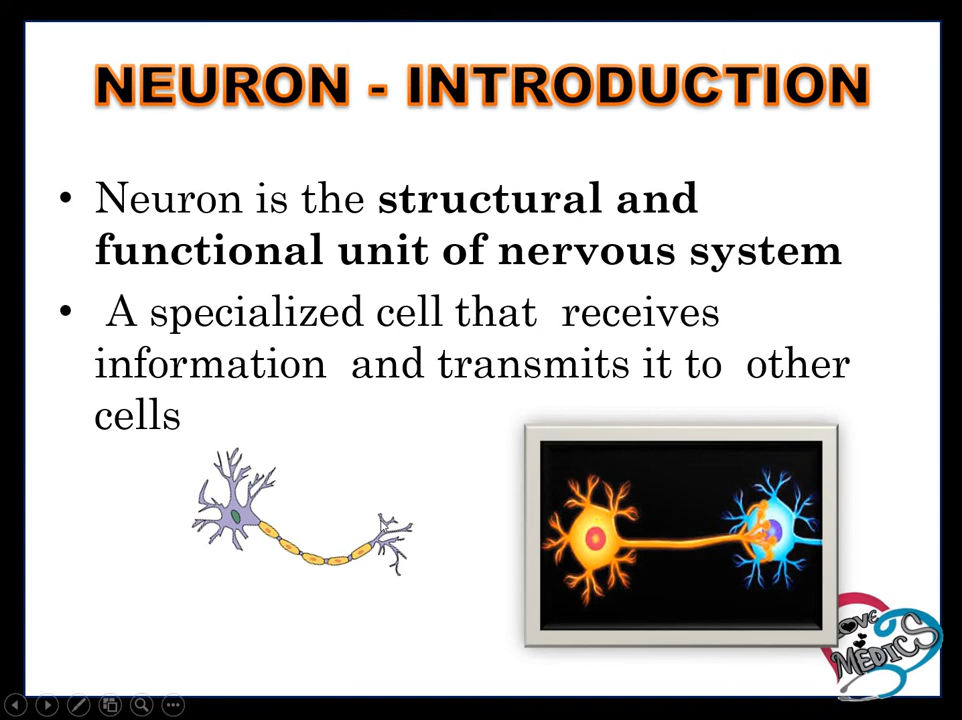 NEURON - INTRODUCTION
• Neuron is the structural and
functional unit of nervous system
• A specialized cell that receives
information and transmits it to other
cells
LOVE
MEDICS